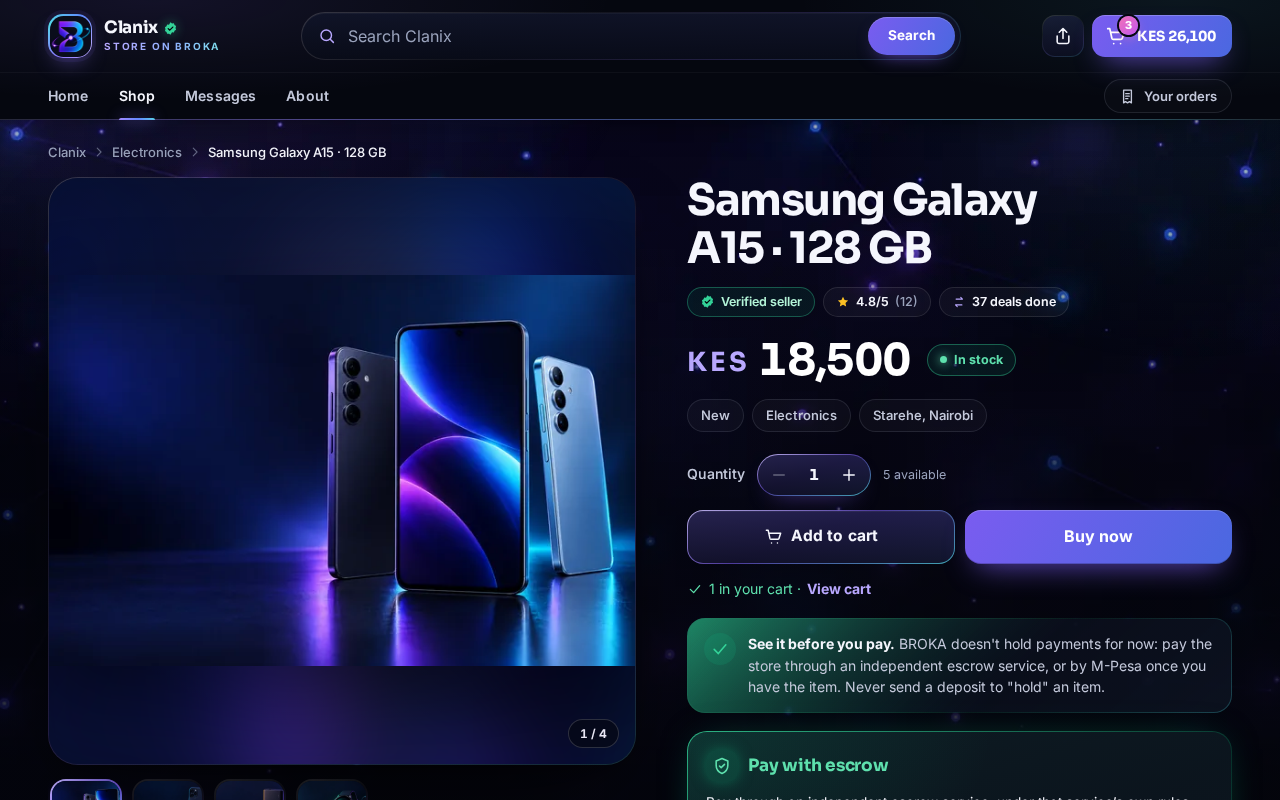 Clanix
STORE ON BROKA
Search Clanix
Search
3
KES 26,100
Home
Shop
Messages
About
Your orders
Clanix
Electronics
Samsung Galaxy A15 · 128 GB
Samsung Galaxy
A15 · 128 GB
Verified seller
4.8/5 (12)
37 deals done
KES 18,500
In stock
New
Electronics
Starehe, Nairobi
Quantity
1
5 available
Add to cart
Buy now
1 in your cart · View cart
See it before you pay. BROKA doesn't hold payments for now: pay the
store through an independent escrow service, or by M-Pesa once you
have the item. Never send a deposit to "hold" an item.
1 / 4
Pay with escrow